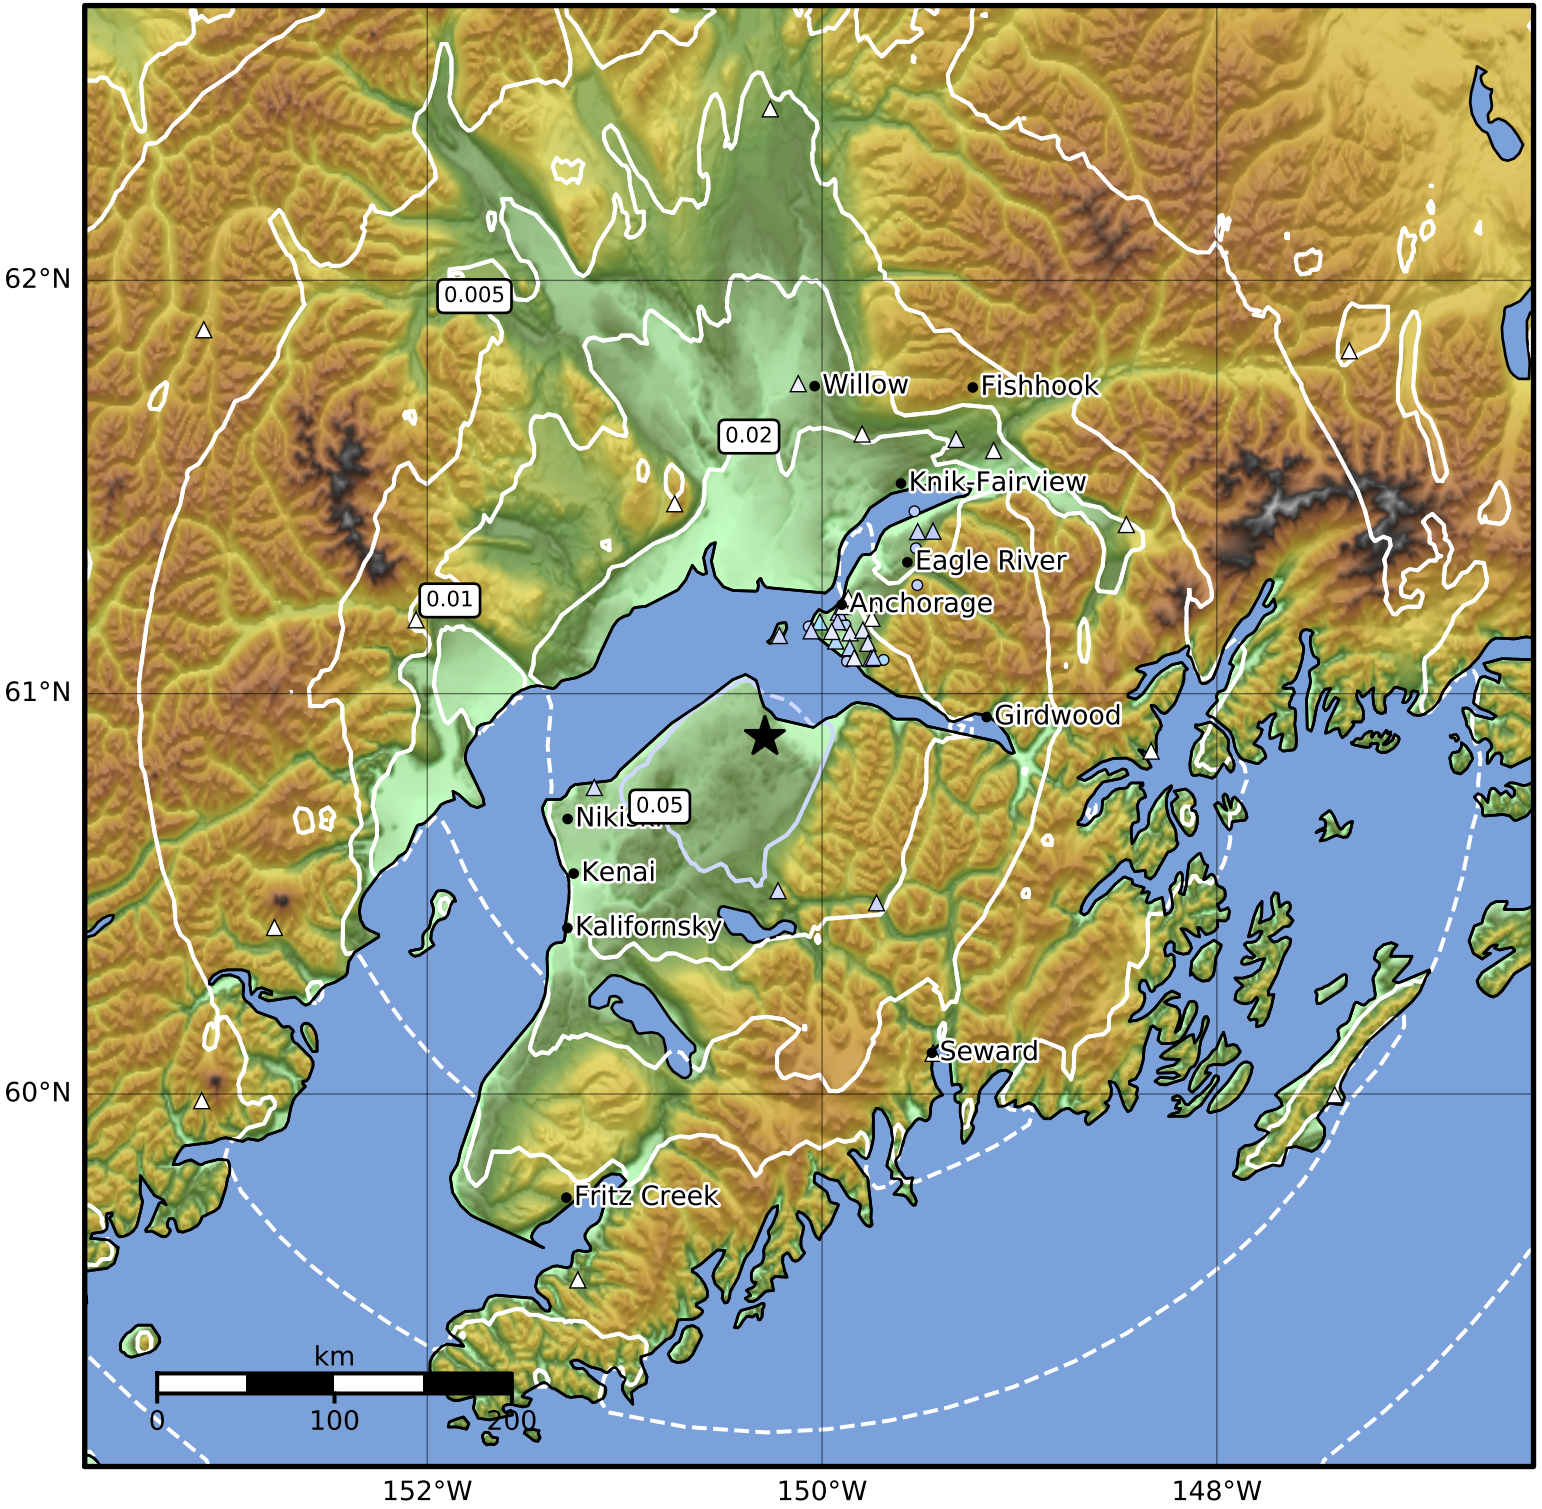 62°N
0.005
Willow
Fishhook
0.02
Knik-Fairview
Eagle River
0.01
Anchorage
61°N
Girdwood
0.05
Nikiski
Kenai
Kalifornsky
Seward
60°N
Fritz Creek
km
0 100 200
152°W 150°W 148°W